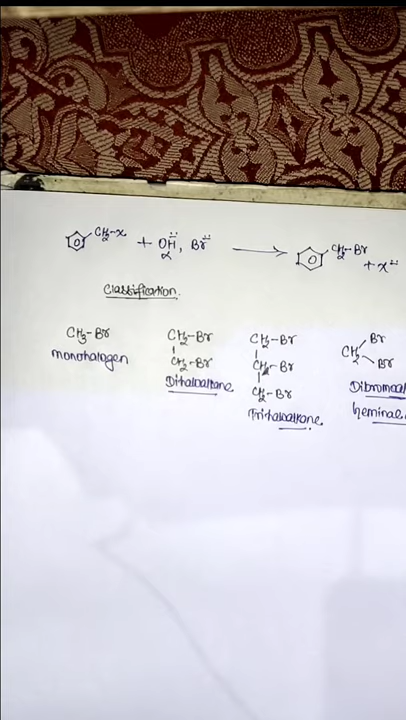 CH2-X + OH, Br → CH2-Br + X
Classification.
CH3-Br
monohalogen
CH2-Br
CH2-Br
Dihaloalkane
CH2-Br
CH-Br
CH2-Br
Trihaloalkane.
CH2 Br
Br
Dibromoal
Geminal